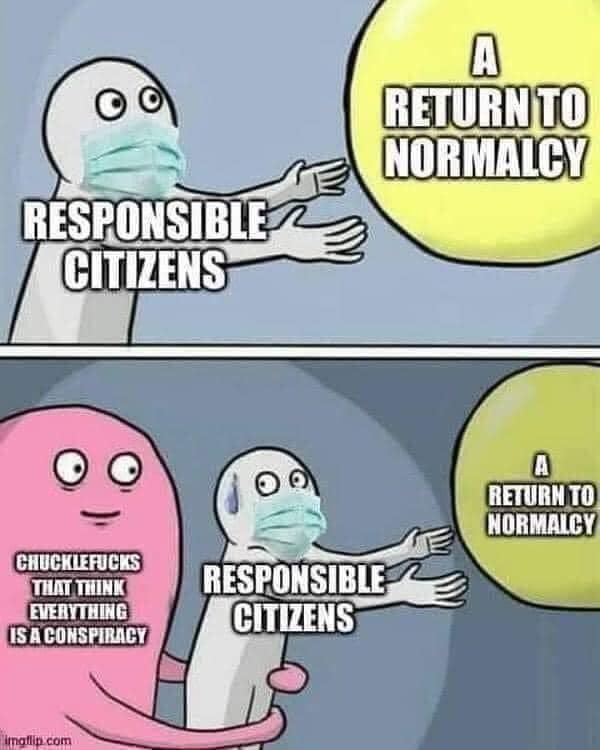 A
RETURN TO
NORMALCY
RESPONSIBLE
CITIZENS
A
RETURN TO
NORMALCY
CHUCKLEFUCKS
THAT THINK
EVERYTHING
IS A CONSPIRACY
RESPONSIBLE
CITIZENS
imgflip.com